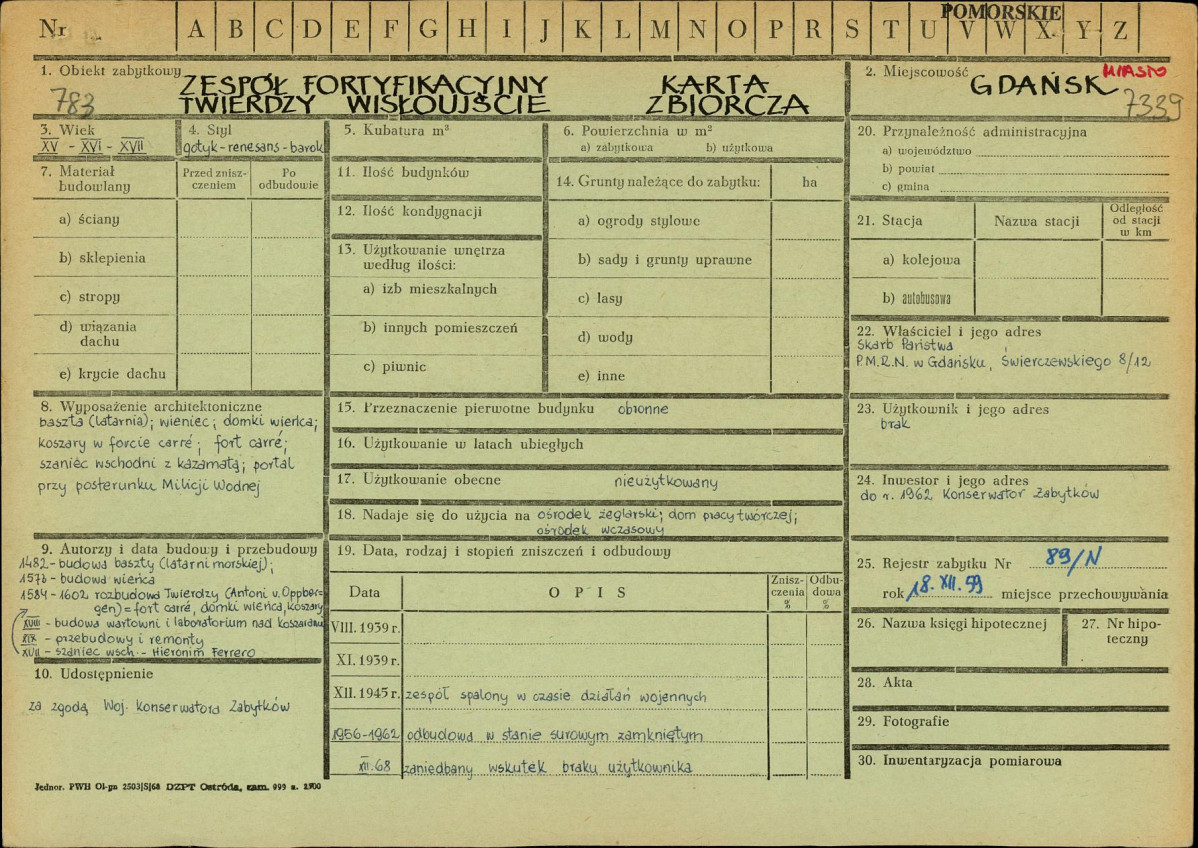 POMORSKIE
Nr A B C D E F G H I J K L M N O P R S T U V W X Y Z
1. Obiekt zabytkowy
783
ZESPÓŁ FORTYFIKACYJNY KARTA
TWIERDZY WISŁOUJŚCIE ZBIORCZA
2. Miejscowość
GDAŃSK MIASTO
7339
3. Wiek
XV - XVI - XVII
4. Styl
gotyk-renesans-barok
5. Kubatura m³
6. Powierzchnia w m²
a) zabytkowa b) użytkowa
7. Materiał budowlany
Przed zniszczeniem
Po odbudowie
a) ściany
b) sklepienia
c) stropy
d) wiązania dachu
e) krycie dachu
8. Wyposażenie architektoniczne
baszta (latarnia); wieniec; domki wieńca;
koszary w forcie carré; fort carré;
szaniec wschodni z kazamatą; portal
przy posterunku Milicji Wodnej
9. Autorzy i data budowy i przebudowy
1482 - budowa baszty (latarni morskiej);
1576 - budowa wieńca
1584 - 1602 rozbudowa Twierdzy (Antoni v. Oppber-
gen) = fort carré, domki wieńca, koszary
XVIII - budowa wartowni i laboratorium nad koszarami
XIX - przebudowy i remonty
XVII - szaniec wsch. - Hieronim Ferrero
10. Udostępnienie
za zgodą Woj. Konserwatora Zabytków
Jednor. PWH Ol-gn 2503|S|68 DZPT Ostróda, zam. 999 n. 2900
11. Ilość budynków
12. Ilość kondygnacji
13. Użytkowanie wnętrza
według ilości:
a) izb mieszkalnych
b) innych pomieszczeń
c) piwnic
14. Grunty należące do zabytku: ha
a) ogrody stylowe
b) sady i grunty uprawne
c) lasy
d) wody
e) inne
15. Przeznaczenie pierwotne budynku obronne
16. Użytkowanie w latach ubiegłych
17. Użytkowanie obecne nieużytkowany
18. Nadaje się do użycia na ośrodek żeglarski; dom pracy twórczej;
ośrodek wczasowy
19. Data, rodzaj i stopień zniszczeń i odbudowy
Data OPIS Zniszczenia % Odbudowa %
VIII. 1939 r.
XI. 1939 r.
XII. 1945 r. zespół spalony w czasie działań wojennych
1956-1962 odbudowa w stanie surowym zamkniętym
XII. 68 zaniedbany wskutek braku użytkownika
20. Przynależność administracyjna
a) województwo
b) powiat
c) gmina
21. Stacja Nazwa stacji Odległość od stacji w km
a) kolejowa
b) autobusowa
22. Właściciel i jego adres
Skarb Państwa
P.M.R.N. w Gdańsku, Świerczewskiego 8/12
23. Użytkownik i jego adres
brak
24. Inwestor i jego adres
do r. 1962 Konserwator Zabytków
25. Rejestr zabytku Nr 89/N
rok 18. XII. 59 miejsce przechowywania
26. Nazwa księgi hipotecznej
27. Nr hipoteczny
28. Akta
29. Fotografie
30. Inwentaryzacja pomiarowa